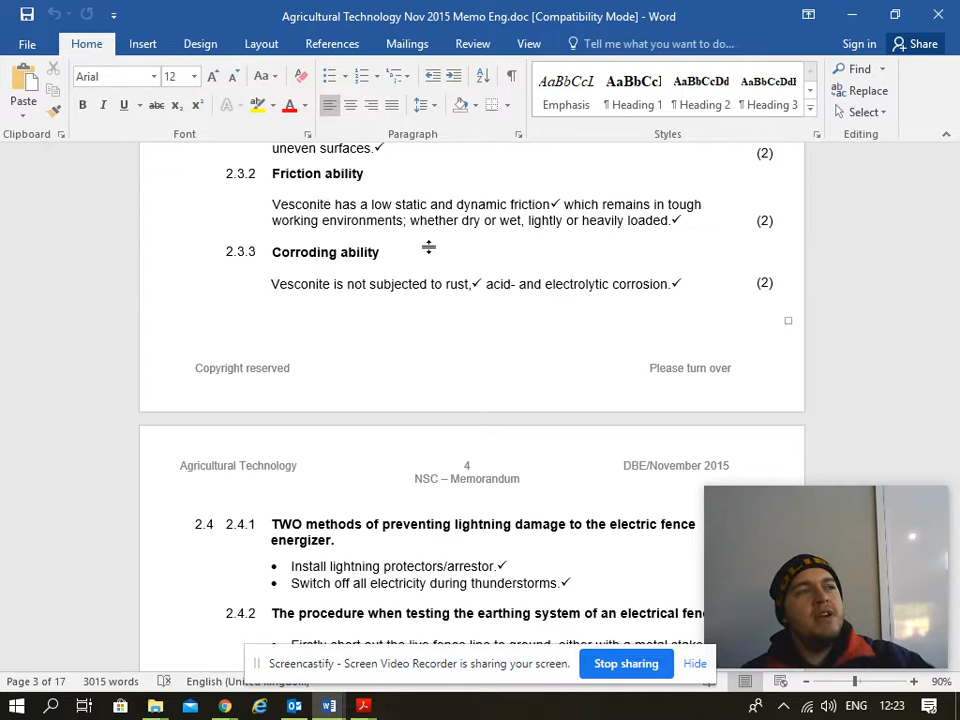 Agricultural Technology Nov 2015 Memo Eng.doc [Compatibility Mode] - Word
File Home Insert Design Layout References Mailings Review View Tell me what you want to do... Sign in Share
Paste
Arial 12
Aa
AaBbCcL AaBbCcI AaBbCcDd AaBbCcDdI
Emphasis ¶ Heading 1 ¶ Heading 2 ¶ Heading 3
Find
Replace
Select
B I U abc x₂ x² A A
Clipboard Font Paragraph Styles Editing
uneven surfaces.✓ (2)
2.3.2 Friction ability
Vesconite has a low static and dynamic friction✓ which remains in tough
working environments; whether dry or wet, lightly or heavily loaded.✓ (2)
2.3.3 Corroding ability
Vesconite is not subjected to rust,✓ acid- and electrolytic corrosion.✓ (2)
Copyright reserved Please turn over
Agricultural Technology 4 DBE/November 2015
NSC – Memorandum
2.4 2.4.1 TWO methods of preventing lightning damage to the electric fence
energizer.
• Install lightning protectors/arrestor.✓
• Switch off all electricity during thunderstorms.✓
2.4.2 The procedure when testing the earthing system of an electrical fen
Screencastify - Screen Video Recorder is sharing your screen. Stop sharing Hide
Page 3 of 17 3015 words English (United Kingdom) 90%
ENG 12:23